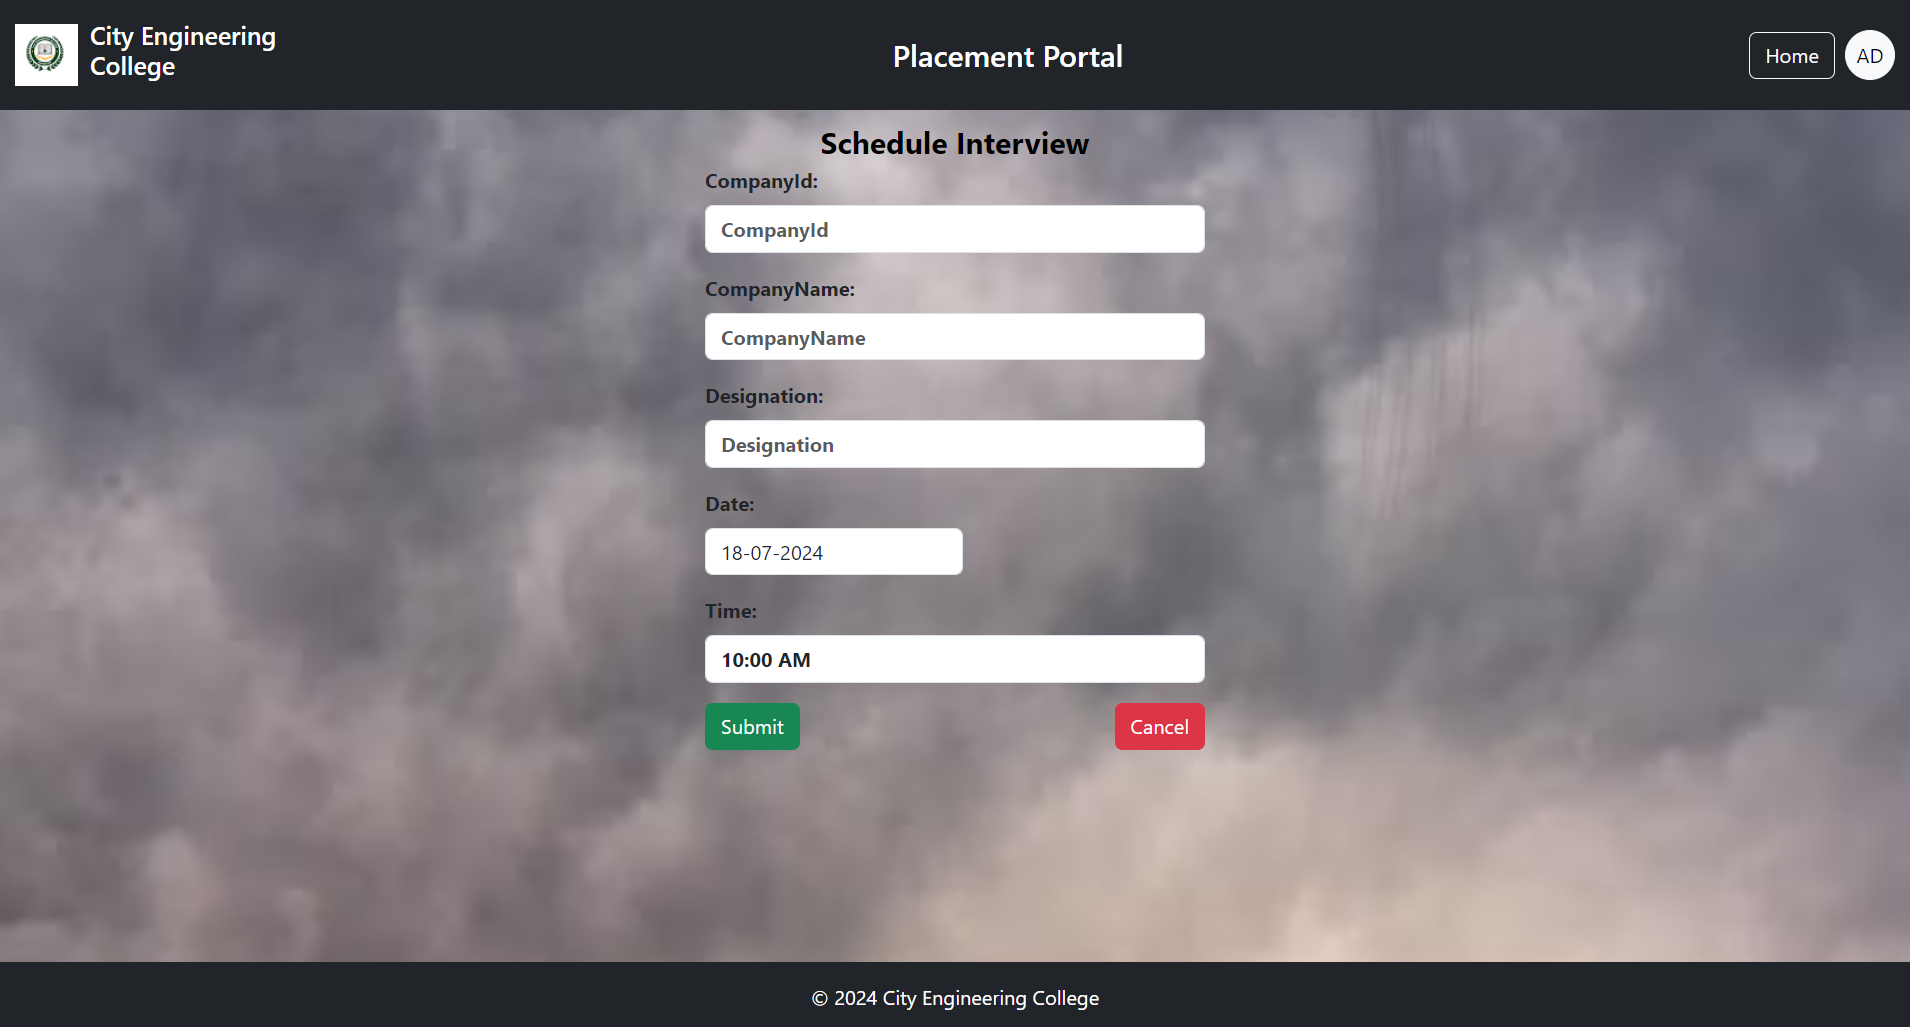 City Engineering
College
Placement Portal
Home
AD
Schedule Interview
CompanyId:
CompanyId
CompanyName:
CompanyName
Designation:
Designation
Date:
18-07-2024
Time:
10:00 AM
Submit
Cancel
© 2024 City Engineering College